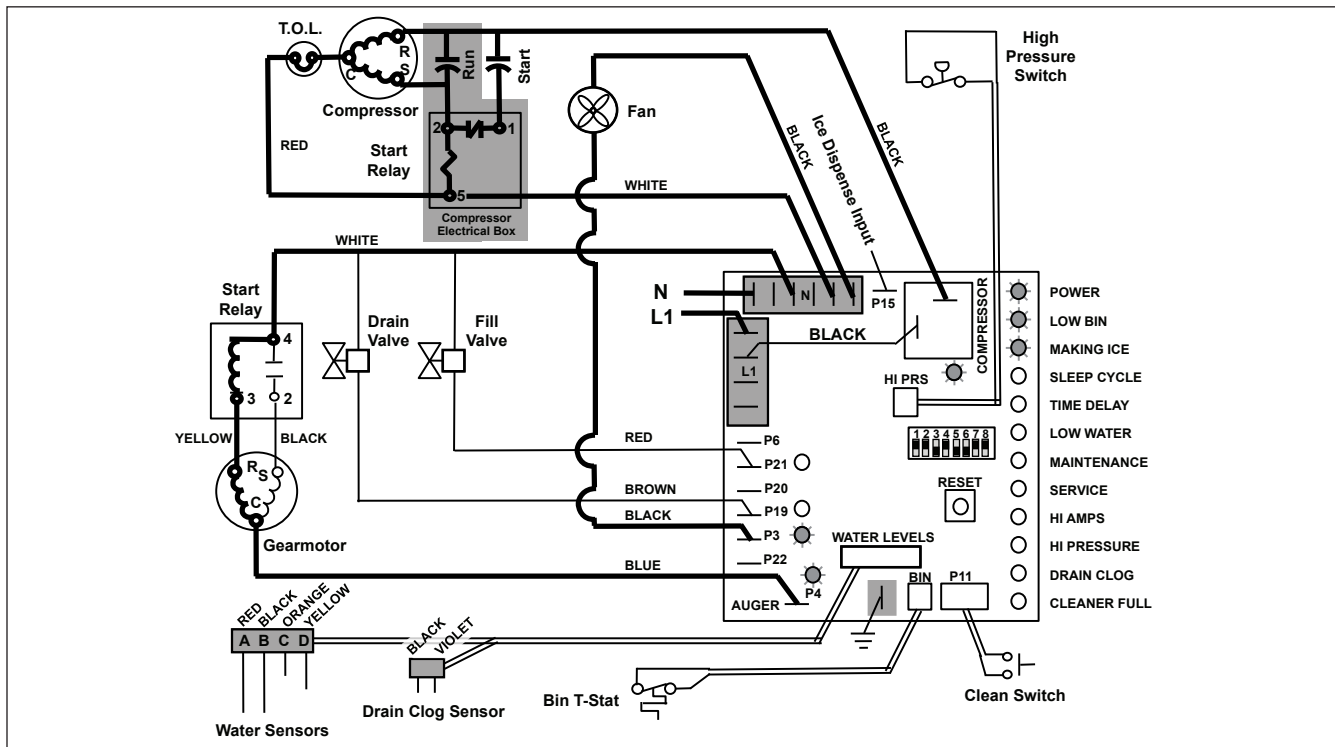 T.O.L.
R
S
C
Compressor
Run
Start
2
1
Start
Relay
5
Compressor
Electrical Box
RED
WHITE
Fan
BLACK
Ice Dispense Input
BLACK
High
Pressure
Switch
WHITE
Start
Relay
4
3
2
YELLOW
BLACK
R
S
C
Gearmotor
Drain
Valve
Fill
Valve
N
L1
N
P15
BLACK
L1
COMPRESSOR
HI PRS
1 2 3 4 5 6 7 8
RESET
RED
BROWN
BLACK
BLUE
P6
P21
P20
P19
P3
P22
P4
AUGER
WATER LEVELS
BIN
P11
POWER
LOW BIN
MAKING ICE
SLEEP CYCLE
TIME DELAY
LOW WATER
MAINTENANCE
SERVICE
HI AMPS
HI PRESSURE
DRAIN CLOG
CLEANER FULL
RED
BLACK
ORANGE
YELLOW
A B C D
Water Sensors
BLACK
VIOLET
Drain Clog Sensor
Bin T-Stat
Clean Switch